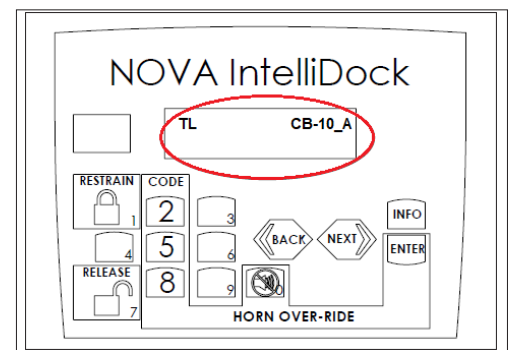 NOVA IntelliDock
TL CB-10_A
RESTRAIN CODE
1 2 3
4 5 6
BACK NEXT
INFO
ENTER
RELEASE
7 8 9 0
HORN OVER-RIDE